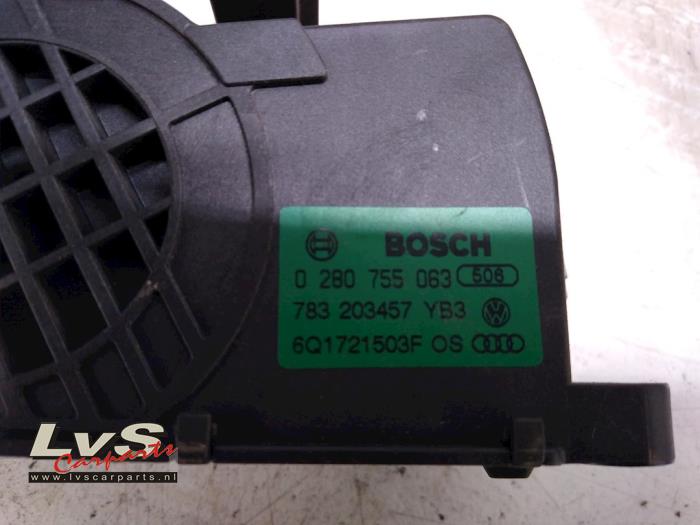 BOSCH
0 280 755 063 506
783 203457 YB3
6Q1721503F OS
LvS
Carparts
www.lvscarparts.nl